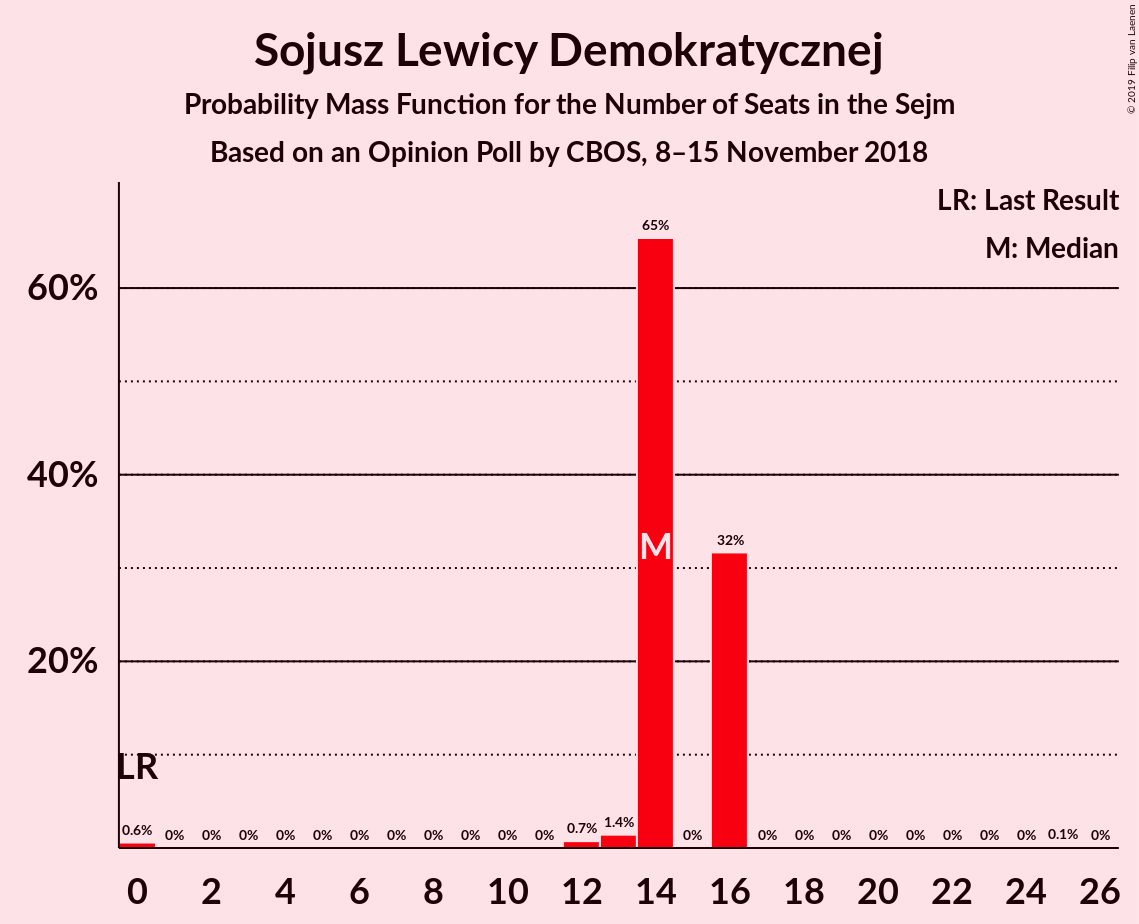 Sojusz Lewicy Demokratycznej
Probability Mass Function for the Number of Seats in the Sejm
Based on an Opinion Poll by CBOS, 8–15 November 2018
© 2019 Filip van Laenen
LR: Last Result
M: Median
65%
60%
32%
M
40%
20%
LR
0.6% 0% 0% 0% 0% 0% 0% 0% 0% 0% 0% 0% 0.7% 1.4% 0% 0% 0% 0% 0% 0% 0% 0% 0% 0.1% 0%
0 2 4 6 8 10 12 14 16 18 20 22 24 26